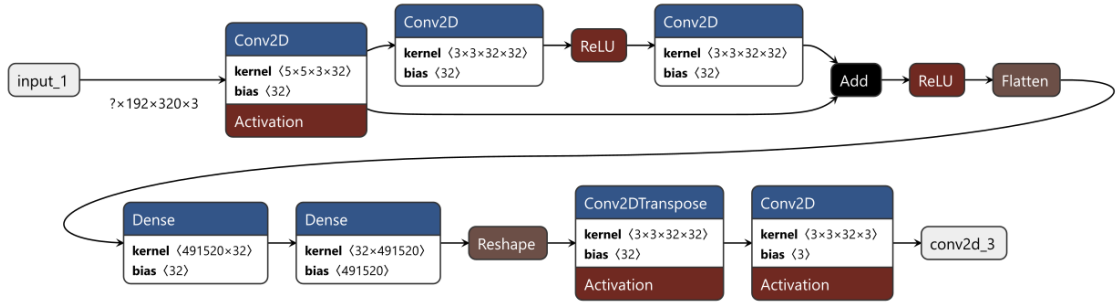 input_1
?×192×320×3
Conv2D
kernel ⟨5×5×3×32⟩
bias ⟨32⟩
Activation
Conv2D
kernel ⟨3×3×32×32⟩
bias ⟨32⟩
ReLU
Conv2D
kernel ⟨3×3×32×32⟩
bias ⟨32⟩
Add
ReLU
Flatten
Dense
kernel ⟨491520×32⟩
bias ⟨32⟩
Dense
kernel ⟨32×491520⟩
bias ⟨491520⟩
Reshape
Conv2DTranspose
kernel ⟨3×3×32×32⟩
bias ⟨32⟩
Activation
Conv2D
kernel ⟨3×3×32×3⟩
bias ⟨3⟩
Activation
conv2d_3